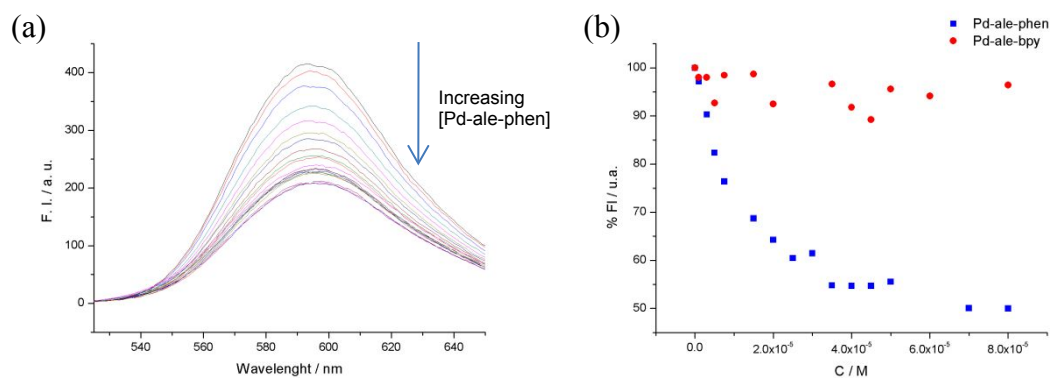 (a)
400
300
200
100
0
F. I. / a. u.
540
560
580
600
620
640
Wavelenght / nm
Increasing
[Pd-ale-phen]
(b)
Pd-ale-phen
Pd-ale-bpy
100
90
80
70
60
50
% FI / u.a.
0.0
2.0x10⁻⁵
4.0x10⁻⁵
6.0x10⁻⁵
8.0x10⁻⁵
C / M